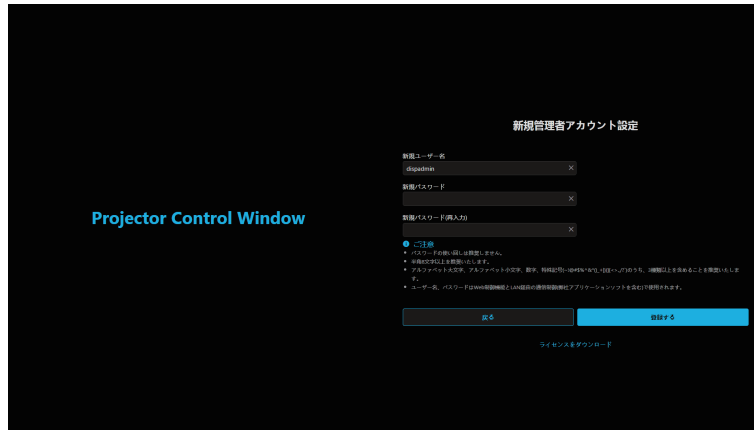 新規管理者アカウント設定
新規ユーザー名
dispadmin
新規パスワード
Projector Control Window
新規パスワード(再入力)
ご注意
パスワードの使い回しは推奨しません。
半角8文字以上を推奨いたします。
アルファベット大文字、アルファベット小文字、数字、特殊記号のうち、3種類以上を含めることを推奨いたしま
す。
ユーザー名、パスワードはWeb制御機能とLAN経由の通信制御(弊社アプリケーションソフトを含む)で使用されます。
戻る
登録する
ライセンスをダウンロード